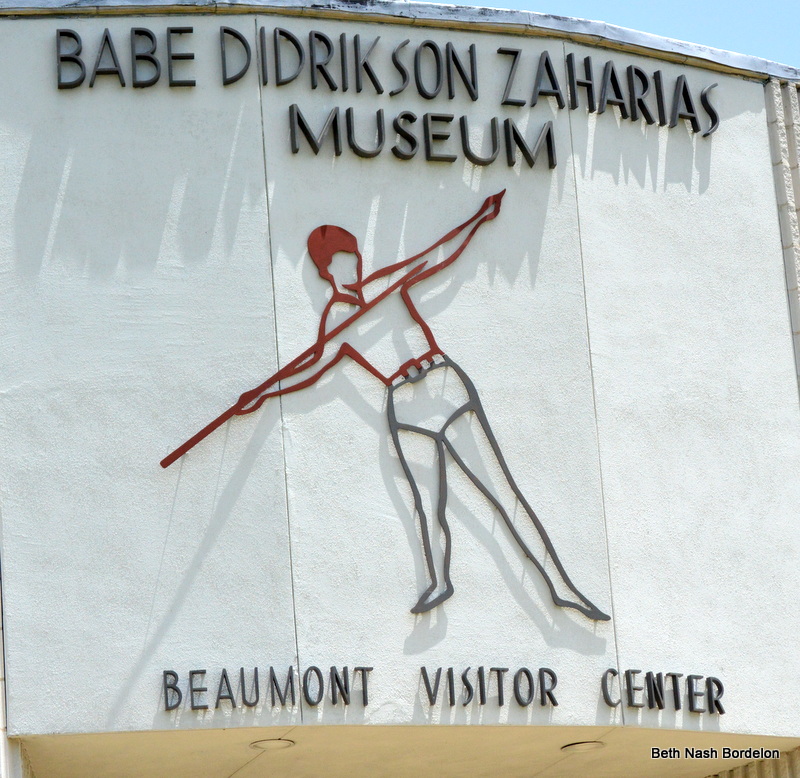 BABE DIDRIKSON ZAHARIAS
MUSEUM
BEAUMONT VISITOR CENTER
Beth Nash Bordelon